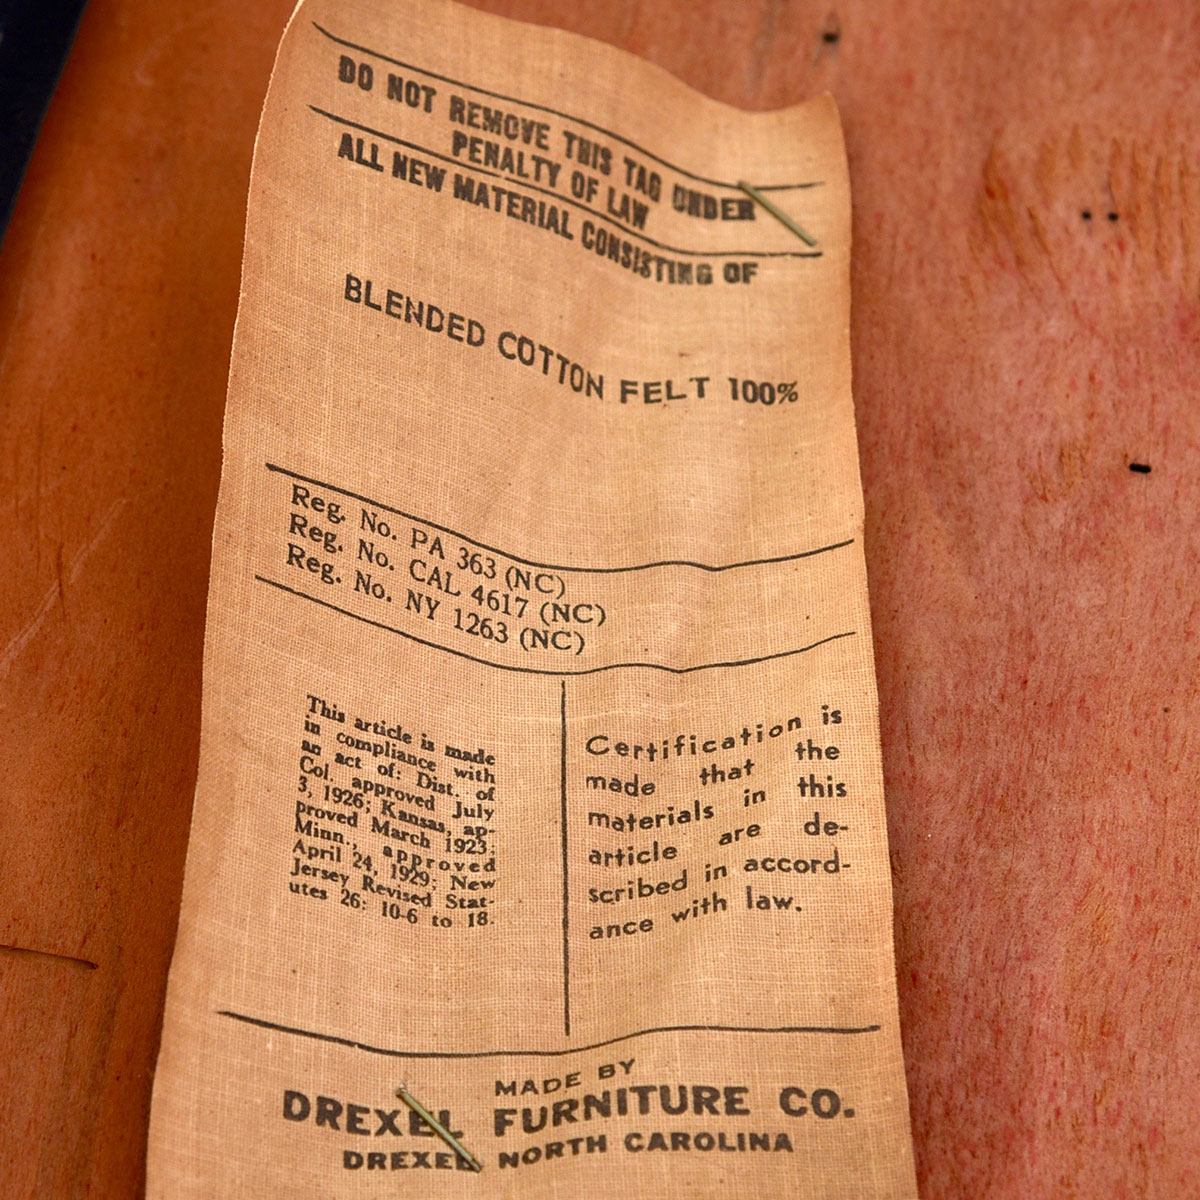 DO NOT REMOVE THIS TAG UNDER
PENALTY OF LAW
ALL NEW MATERIAL CONSISTING OF
BLENDED COTTON FELT 100%
Reg. No. PA 363 (NC)
Reg. No. CAL 4617 (NC)
Reg. No. NY 1263 (NC)
This article is made
in compliance with
an act of: Dist. of
Col. approved July
3, 1926; Kansas, ap-
proved March 1923;
Minn., approved
April 24, 1929; New
Jersey Revised Stat-
utes 26: 10-6 to 18.
Certification is
made that the
materials in this
article are de-
scribed in accord-
ance with law.
MADE BY
DREXEL FURNITURE CO.
DREXEL NORTH CAROLINA